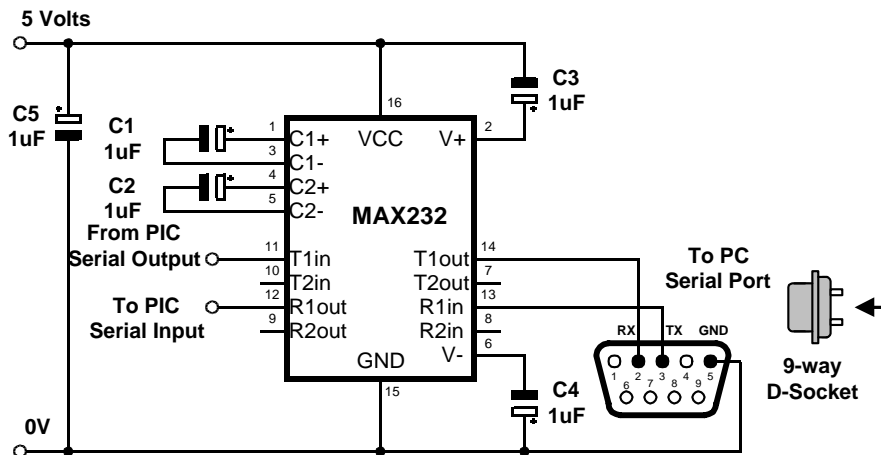 5 Volts
C5
1uF
C1
1uF
C2
1uF
C3
1uF
16
1
3
4
5
2
C1+
VCC
V+
C1-
C2+
C2-
MAX232
From PIC
Serial Output
11
10
12
9
T1in
T2in
R1out
R2out
T1out
T2out
R1in
R2in
V-
GND
14
7
13
8
6
15
To PIC
Serial Input
To PC
Serial Port
RX TX GND
1 2 3 4 5
6 7 8 9
9-way
D-Socket
C4
1uF
0V
+
+
+
+
+